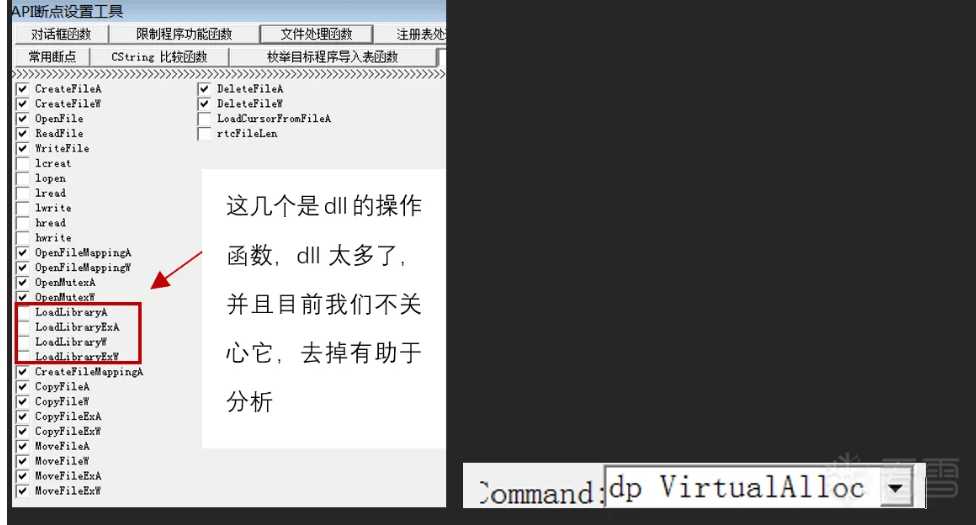 API断点设置工具
对话框函数 限制程序功能函数 文件处理函数 注册表处
常用断点 CString 比较函数 枚举目标程序导入表函数
CreateFileA
CreateFileW
OpenFile
ReadFile
WriteFile
lcreat
lopen
lread
lwrite
hread
hwrite
OpenFileMappingA
OpenFileMappingW
OpenMutexA
OpenMutexW
LoadLibraryA
LoadLibraryExA
LoadLibraryW
LoadLibraryExW
CreateFileMappingA
CopyFileA
CopyFileW
CopyFileExA
CopyFileExW
MoveFileA
MoveFileW
MoveFileExA
MoveFileExW
DeleteFileA
DeleteFileW
LoadCursorFromFileA
rtcFileLen
这几个是dll的操作
函数，dll 太多了，
并且目前我们不关
心它，去掉有助于
分析
Command: dp VirtualAlloc